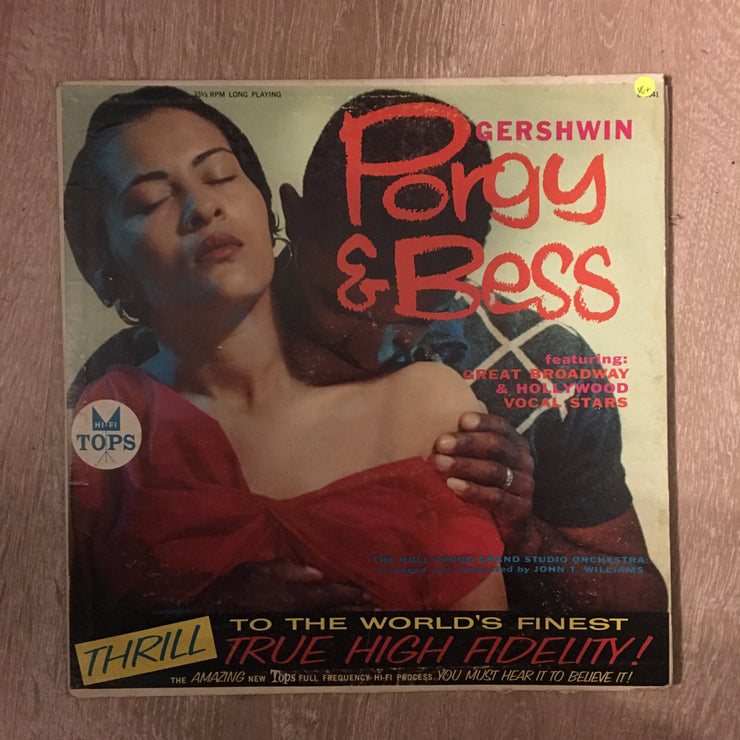 33⅓ RPM LONG PLAYING
VG+
GERSHWIN
Porgy
& Bess
featuring:
GREAT BROADWAY
& HOLLYWOOD
VOCAL STARS
HI-FI
TOPS
THE HOLLYWOOD GRAND STUDIO ORCHESTRA:
arranged and conducted by JOHN T. WILLIAMS
THRILL TO THE WORLD'S FINEST
TRUE HIGH FIDELITY!
THE AMAZING NEW Tops FULL FREQUENCY HI-FI PROCESS. YOU MUST HEAR IT TO BELIEVE IT!